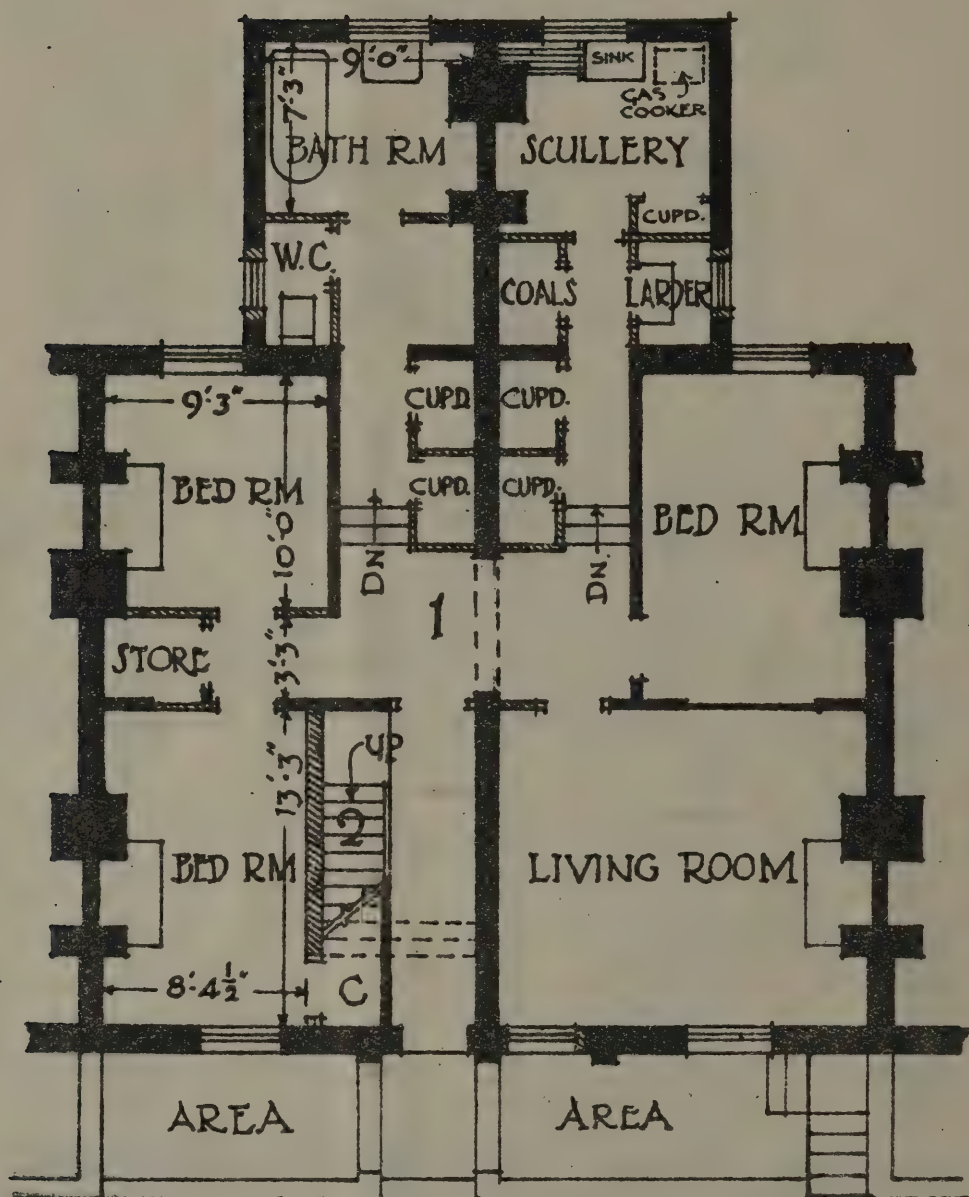 9'·0"
SINK
7'·3"
GAS
COOKER
BATH RM
SCULLERY
CUPD.
W.C.
COALS
LARDER
9'·3"
CUPD.
CUPD.
BED RM
CUPD.
CUPD.
BED RM
10'·0"
DN.
DN.
1
STORE
3'·3"
UP
13'·3"
2
BED RM
LIVING ROOM
8'·4½"
C
AREA
AREA